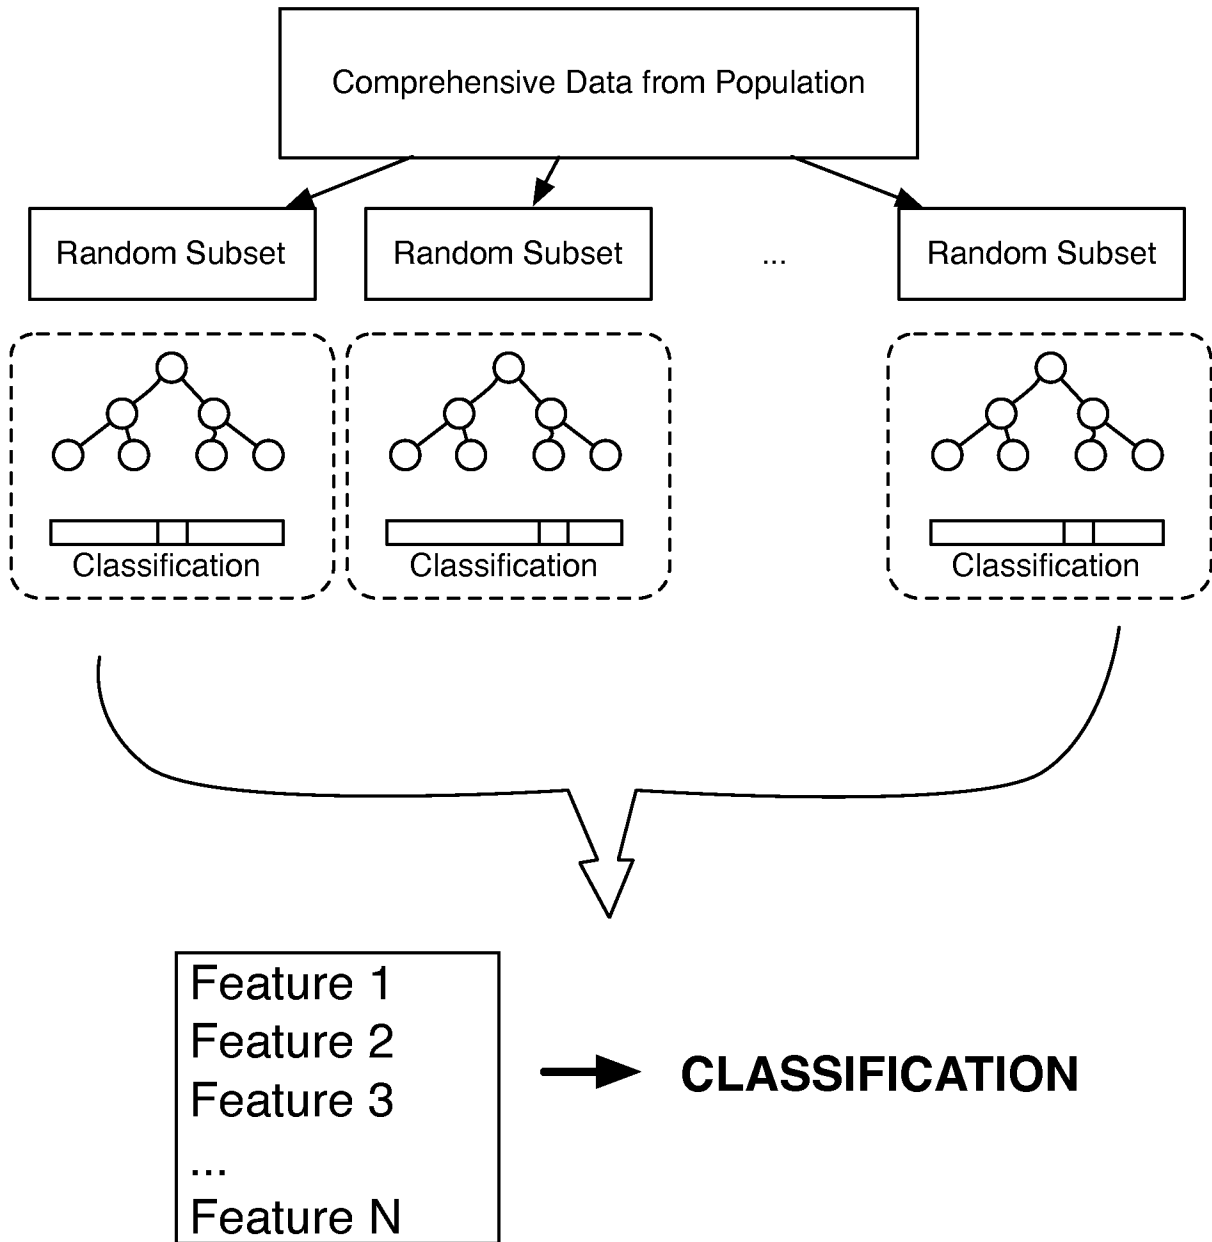 Comprehensive Data from Population
Random Subset
Random Subset
...
Random Subset
Classification
Classification
Classification
Feature 1
Feature 2
Feature 3
...
Feature N
CLASSIFICATION